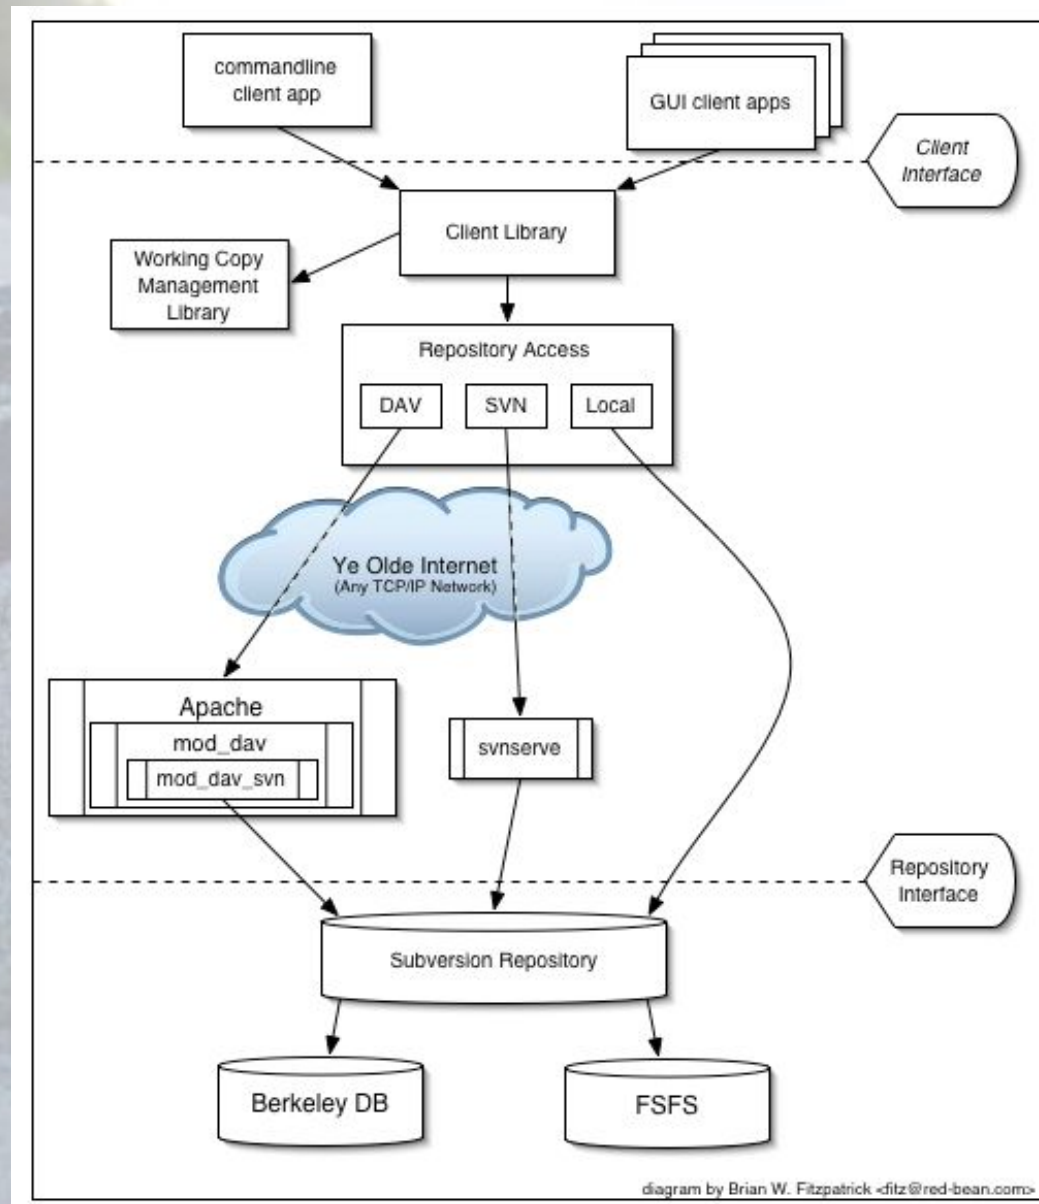 commandline
client app
GUI client apps
Client
Interface
Client Library
Working Copy
Management
Library
Repository Access
DAV
SVN
Local
Ye Olde Internet
(Any TCP/IP Network)
Apache
mod_dav
mod_dav_svn
svnserve
Repository
Interface
Subversion Repository
Berkeley DB
FSFS
diagram by Brian W. Fitzpatrick <fitz@red-bean.com>